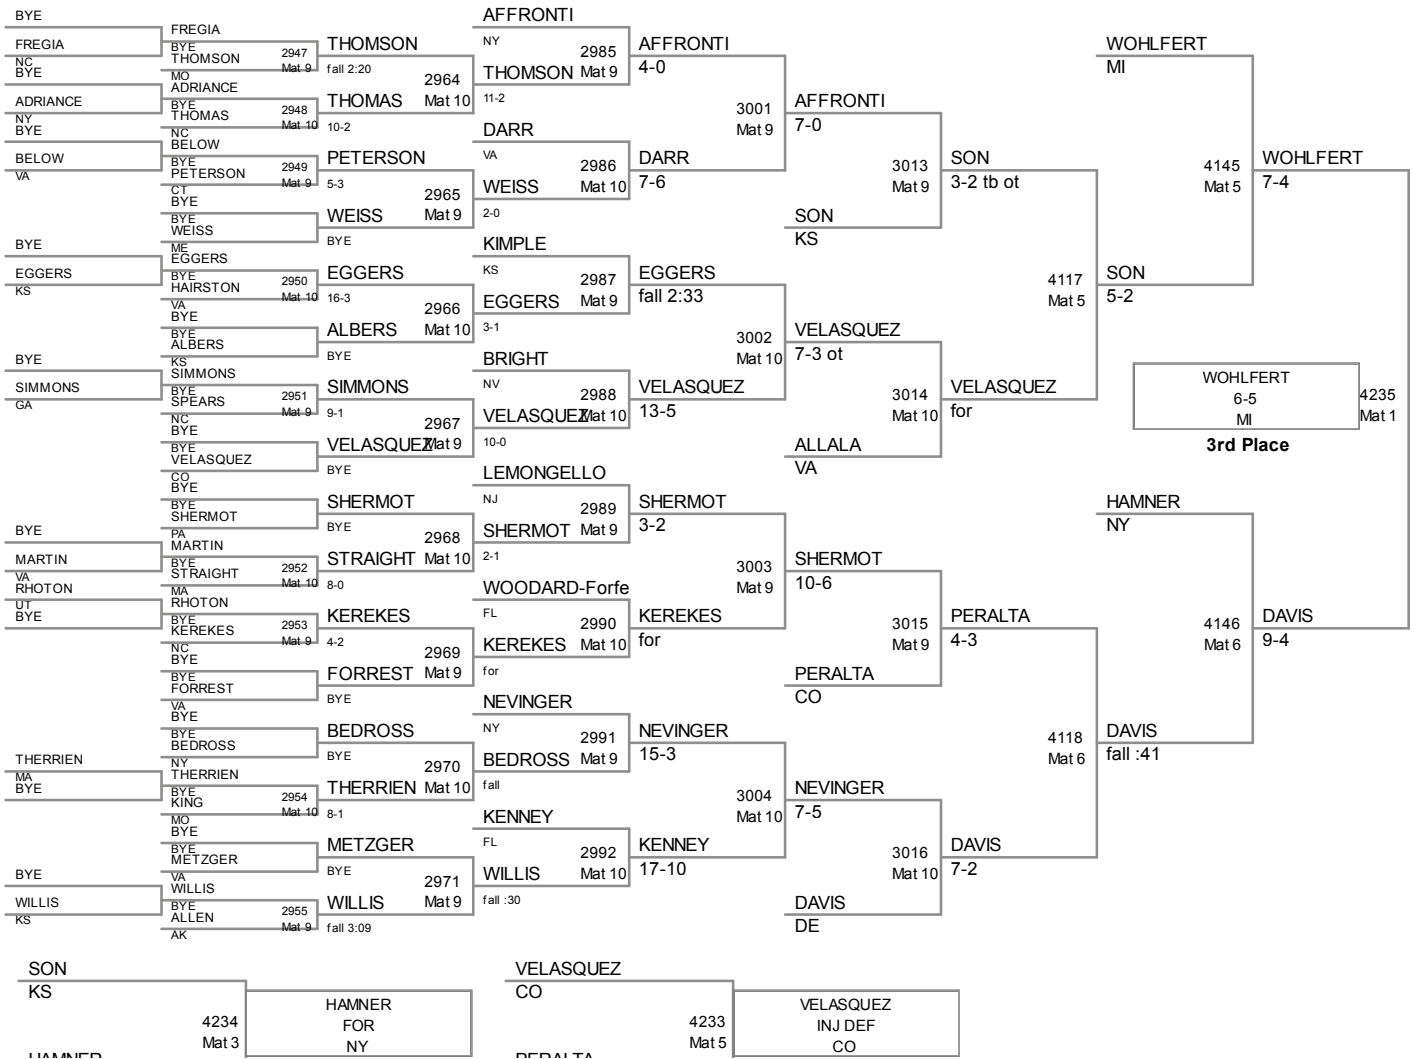 BYE
FREGIA
NC
BYE
ADRIANCE
NY
BYE
BELOW
VA
BYE
EGGERS
KS
BYE
SIMMONS
GA
BYE
MARTIN
VA
RHOTON
UT
BYE
THERRIEN
MA
BYE
BYE
WILLIS
KS
FREGIA
BYE
THOMSON
MO
ADRIANCE
BYE
THOMAS
NC
BELOW
BYE
PETERSON
CT
BYE
BYE
WEISS
ME
EGGERS
BYE
HAIRSTON
VA
BYE
BYE
ALBERS
KS
SIMMONS
BYE
SPEARS
NC
BYE
BYE
VELASQUEZ
CO
BYE
BYE
SHERMOT
PA
MARTIN
BYE
STRAIGHT
MA
RHOTON
BYE
KEREKES
NC
BYE
BYE
FORREST
VA
BYE
BYE
BEDROSS
NY
THERRIEN
BYE
KING
MO
BYE
BYE
METZGER
VA
WILLIS
BYE
ALLEN
AK
2947
Mat 9
2948
Mat 10
2949
Mat 9
2950
Mat 10
2951
Mat 9
2952
Mat 10
2953
Mat 9
2954
Mat 10
2955
Mat 9
THOMSON
fall 2:20
THOMAS
10-2
PETERSON
5-3
WEISS
BYE
EGGERS
16-3
ALBERS
BYE
SIMMONS
9-1
VELASQUEZ
BYE
SHERMOT
BYE
STRAIGHT
8-0
KEREKES
4-2
FORREST
BYE
BEDROSS
BYE
THERRIEN
8-1
METZGER
BYE
WILLIS
fall 3:09
2964
Mat 10
2965
Mat 9
2966
Mat 10
2967
Mat 9
2968
Mat 10
2969
Mat 9
2970
Mat 10
2971
Mat 9
AFFRONTI
NY
THOMSON
11-2
DARR
VA
WEISS
2-0
KIMPLE
KS
EGGERS
3-1
BRIGHT
NV
VELASQUEZ
10-0
LEMONGELLO
NJ
SHERMOT
2-1
WOODARD-Forfe
FL
KEREKES
for
NEVINGER
NY
BEDROSS
fall
KENNEY
FL
WILLIS
fall :30
2985
Mat 9
2986
Mat 10
2987
Mat 9
2988
Mat 10
2989
Mat 9
2990
Mat 10
2991
Mat 9
2992
Mat 10
AFFRONTI
4-0
DARR
7-6
EGGERS
fall 2:33
VELASQUEZ
13-5
SHERMOT
3-2
KEREKES
for
NEVINGER
15-3
KENNEY
17-10
3001
Mat 9
3002
Mat 10
3003
Mat 9
3004
Mat 10
AFFRONTI
7-0
SON
KS
VELASQUEZ
7-3 ot
ALLALA
VA
SHERMOT
10-6
PERALTA
CO
NEVINGER
7-5
DAVIS
DE
3013
Mat 9
3014
Mat 10
3015
Mat 9
3016
Mat 10
SON
3-2 tb ot
VELASQUEZ
for
PERALTA
4-3
DAVIS
7-2
4117
Mat 5
4118
Mat 6
WOHLFERT
MI
SON
5-2
HAMNER
NY
DAVIS
fall :41
4145
Mat 5
4146
Mat 6
WOHLFERT
7-4
DAVIS
9-4
WOHLFERT
6-5
MI
4235
Mat 1
3rd Place
SON
KS
4234
Mat 3
HAMNER
HAMNER
FOR
NY
VELASQUEZ
CO
4233
Mat 5
PERALTA
VELASQUEZ
INJ DEF
CO